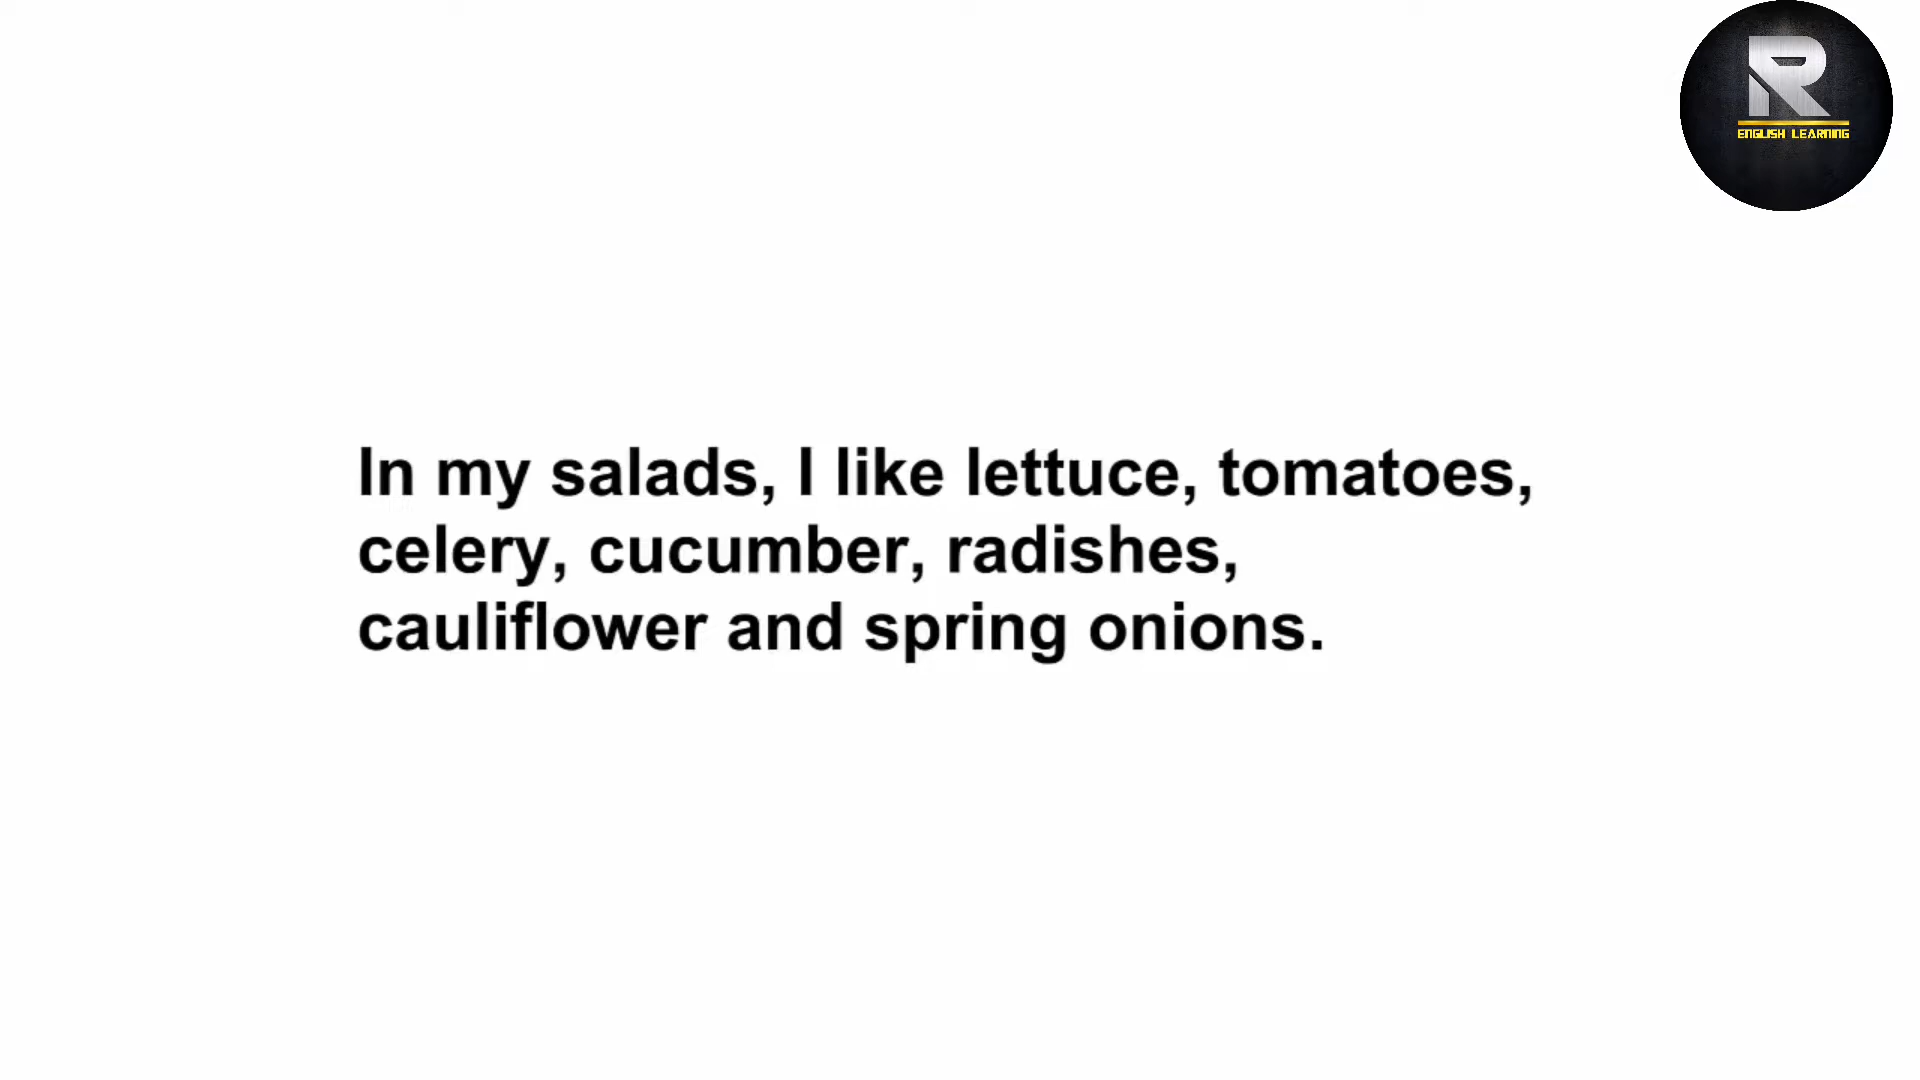 R
ENGLISH LEARNING
In my salads, I like lettuce, tomatoes,
celery, cucumber, radishes,
cauliflower and spring onions.